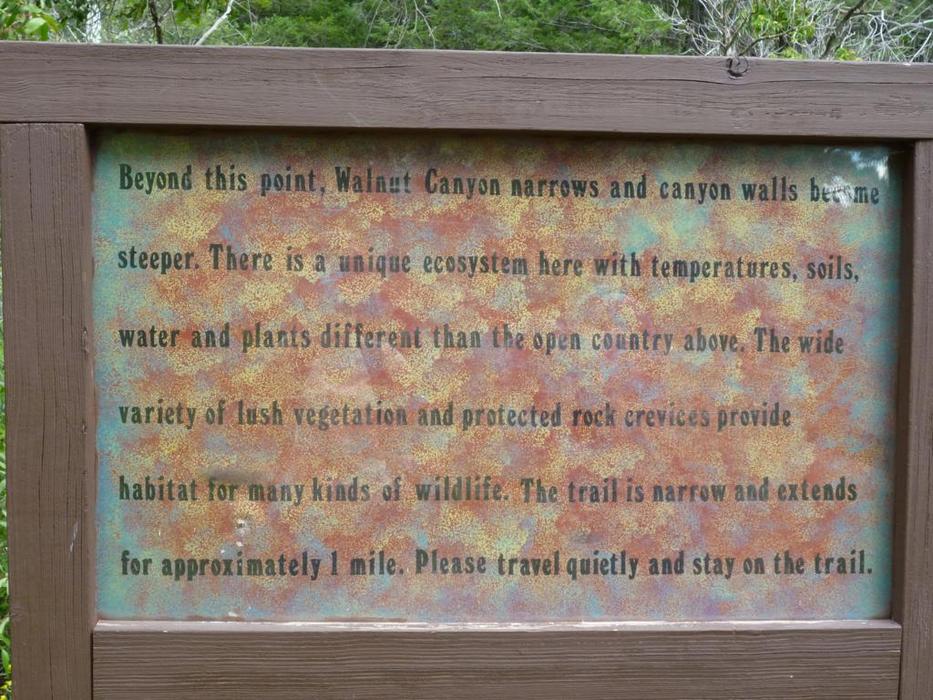 Beyond this point, Walnut Canyon narrows and canyon walls become
steeper. There is a unique ecosystem here with temperatures, soils,
water and plants different than the open country above. The wide
variety of lush vegetation and protected rock crevices provide
habitat for many kinds of wildlife. The trail is narrow and extends
for approximately 1 mile. Please travel quietly and stay on the trail.